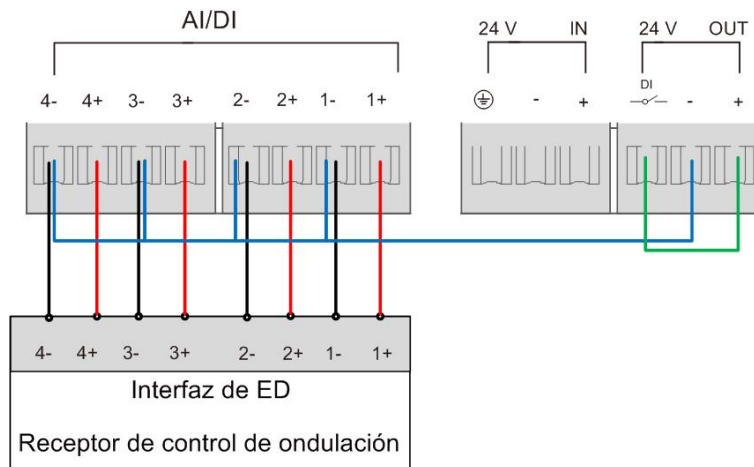 AI/DI
24 V IN 24 V OUT
4- 4+ 3- 3+ 2- 2+ 1- 1+
- + DI - +
4- 4+ 3- 3+ 2- 2+ 1- 1+
Interfaz de ED
Receptor de control de ondulación